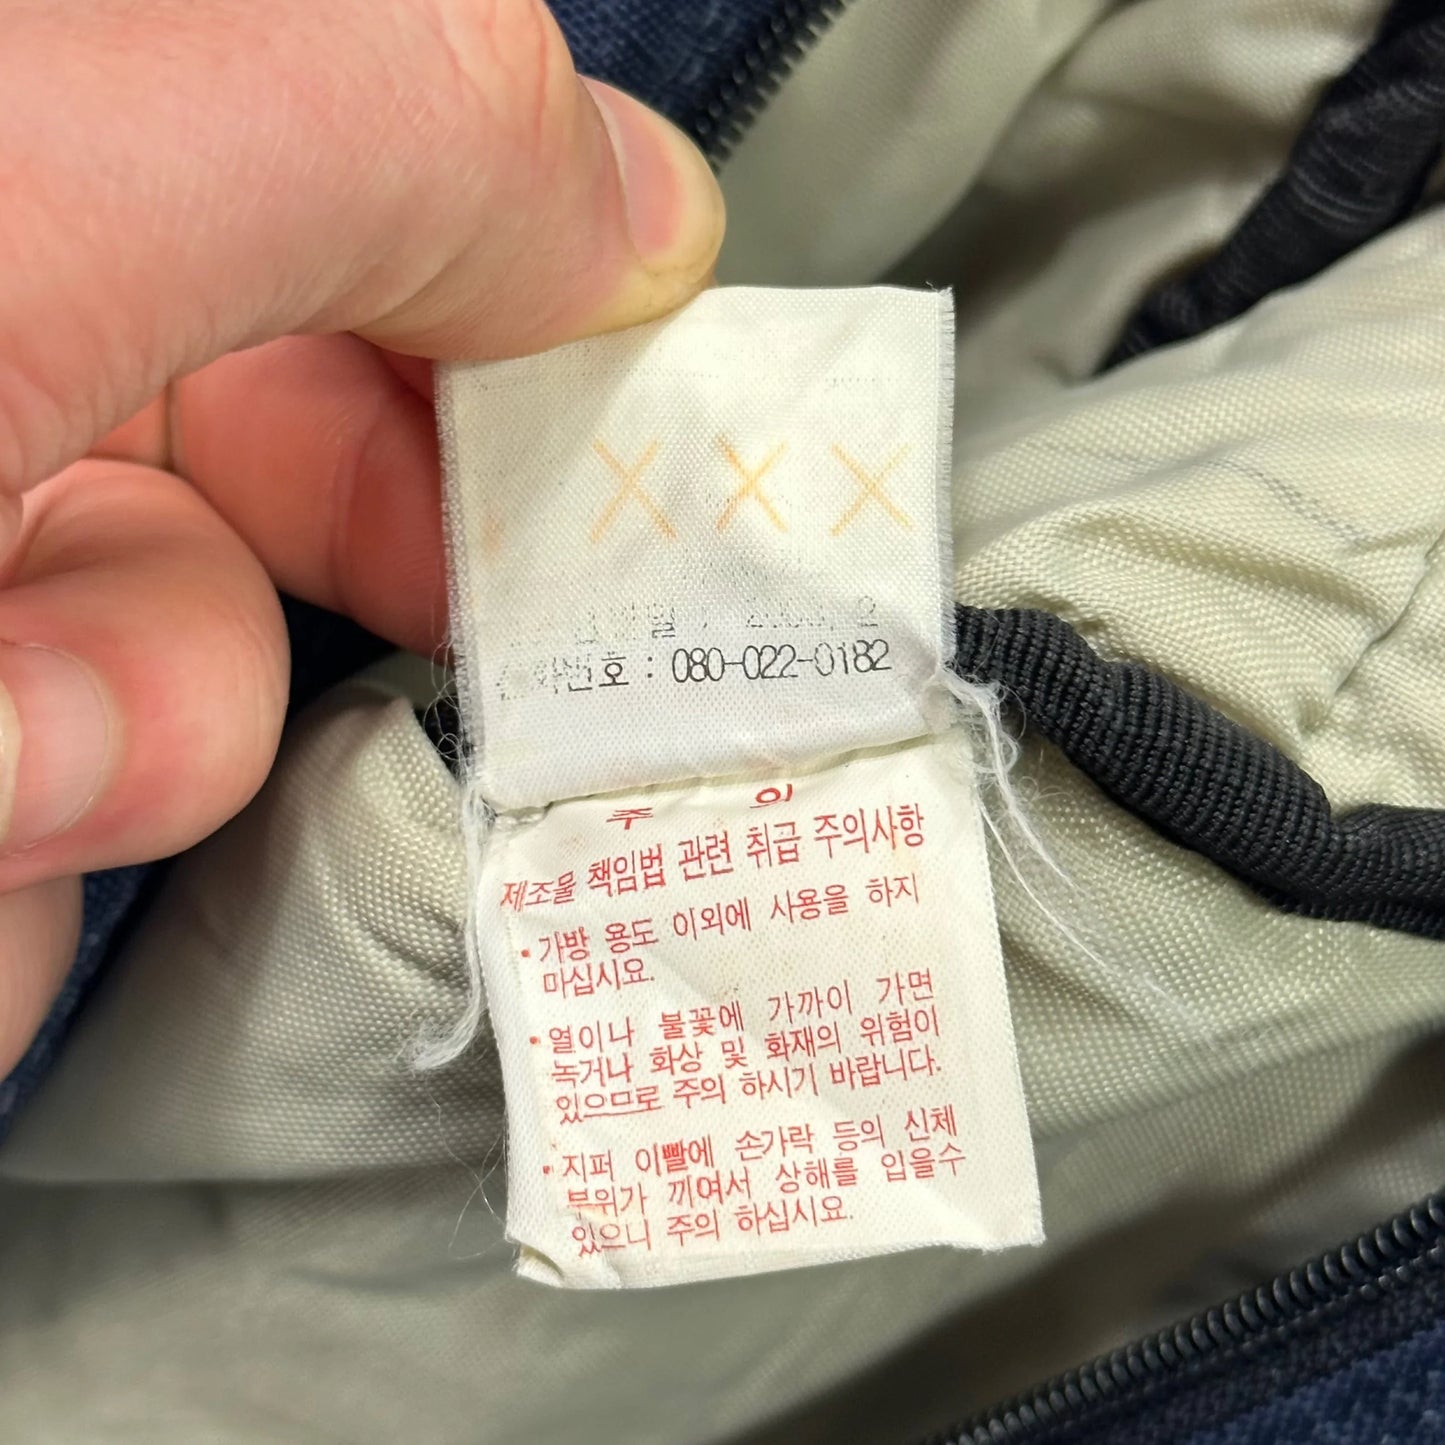 전화번호 : 080-022-0182
주 의
제조물 책임법 관련 취급 주의사항
• 가방 용도 이외에 사용을 하지
마십시요.
• 열이나 불꽃에 가까이 가면
녹거나 화상 및 화재의 위험이
있으므로 주의 하시기 바랍니다.
• 지퍼 이빨에 손가락 등의 신체
부위가 끼여서 상해를 입을수
있으니 주의 하십시요.